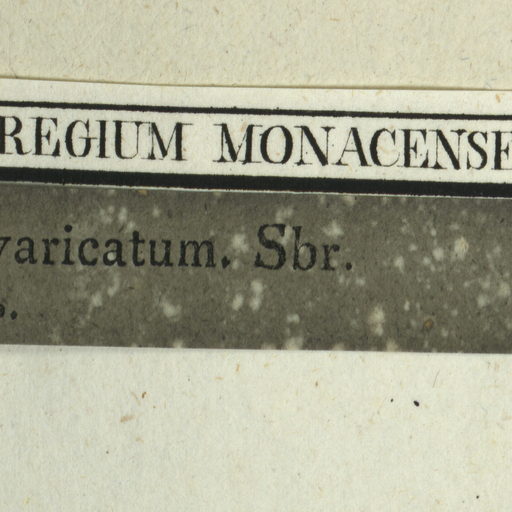 REGIUM MONACENSE
varicatum. Sbr.